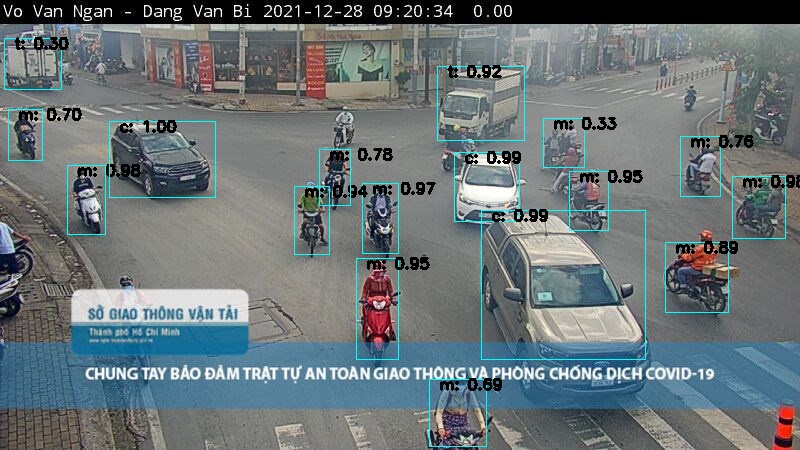 Vo Van Ngan - Dang Van Bi 2021-12-28 09:20:34  0.00
t: 0.30
t: 0.92
m: 0.70
c: 1.00
m: 0.33
m: 0.76
m: 0.78
c: 0.99
m: 0.98
m: 0.94
m: 0.97
m: 0.95
m: 0.98
c: 0.99
m: 0.89
m: 0.95
SỞ GIAO THÔNG VẬN TẢI
Thành phố Hồ Chí Minh
CHUNG TAY BẢO ĐẢM TRẬT TỰ AN TOÀN GIAO THÔNG VÀ PHÒNG CHỐNG DỊCH COVID-19
m: 0.69